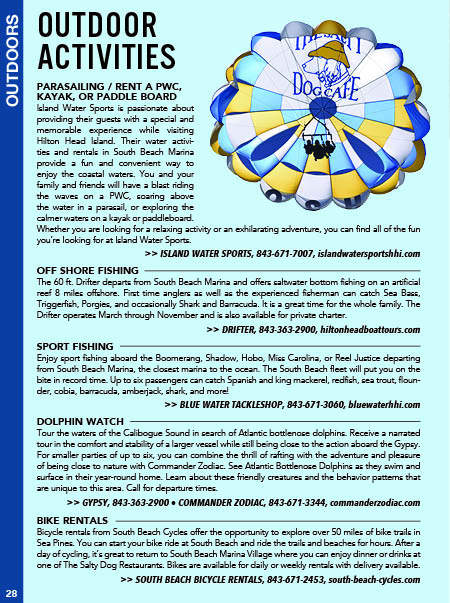 OUTDOORS
OUTDOOR
ACTIVITIES
THE SALTY
DOG CAFE
PARASAILING / RENT A PWC,
KAYAK, OR PADDLE BOARD
Island Water Sports is passionate about
providing their guests with a special and
memorable experience while visiting
Hilton Head Island. Their water activi-
ties and rentals in South Beach Marina
provide a fun and convenient way to
enjoy the coastal waters. You and your
family and friends will have a blast riding
the waves on a PWC, soaring above
the water in a parasail, or exploring the
calmer waters on a kayak or paddleboard.
Whether you are looking for a relaxing activity or an exhilarating adventure, you can find all of the fun
you're looking for at Island Water Sports.
>> ISLAND WATER SPORTS, 843-671-7007, islandwatersportshhi.com
OFF SHORE FISHING
The 60 ft. Drifter departs from South Beach Marina and offers saltwater bottom fishing on an artificial
reef 8 miles offshore. First time anglers as well as the experienced fisherman can catch Sea Bass,
Triggerfish, Porgies, and occasionally Shark and Barracuda. It is a great time for the whole family. The
Drifter operates March through November and is also available for private charter.
>> DRIFTER, 843-363-2900, hiltonheadboattours.com
SPORT FISHING
Enjoy sport fishing aboard the Boomerang, Shadow, Hobo, Miss Carolina, or Reel Justice departing
from South Beach Marina, the closest marina to the ocean. The South Beach fleet will put you on the
bite in record time. Up to six passengers can catch Spanish and king mackerel, redfish, sea trout, floun-
der, cobia, barracuda, amberjack, shark, and more!
>> BLUE WATER TACKLESHOP, 843-671-3060, bluewaterhhi.com
DOLPHIN WATCH
Tour the waters of the Calibogue Sound in search of Atlantic bottlenose dolphins. Receive a narrated
tour in the comfort and stability of a larger vessel while still being close to the action aboard the Gypsy.
For smaller parties of up to six, you can combine the thrill of rafting with the adventure and pleasure
of being close to nature with Commander Zodiac. See Atlantic Bottlenose Dolphins as they swim and
surface in their year-round home. Learn about these friendly creatures and the behavior patterns that
are unique to this area. Call for departure times.
>> GYPSY, 843-363-2900 • COMMANDER ZODIAC, 843-671-3344, commanderzodiac.com
BIKE RENTALS
Bicycle rentals from South Beach Cycles offer the opportunity to explore over 50 miles of bike trails in
Sea Pines. You can start your bike ride at South Beach and ride the trails and beaches for hours. After a
day of cycling, it's great to return to South Beach Marina Village where you can enjoy dinner or drinks at
one of The Salty Dog Restaurants. Bikes are available for daily or weekly rentals with delivery available.
>> SOUTH BEACH BICYCLE RENTALS, 843-671-2453, south-beach-cycles.com
28